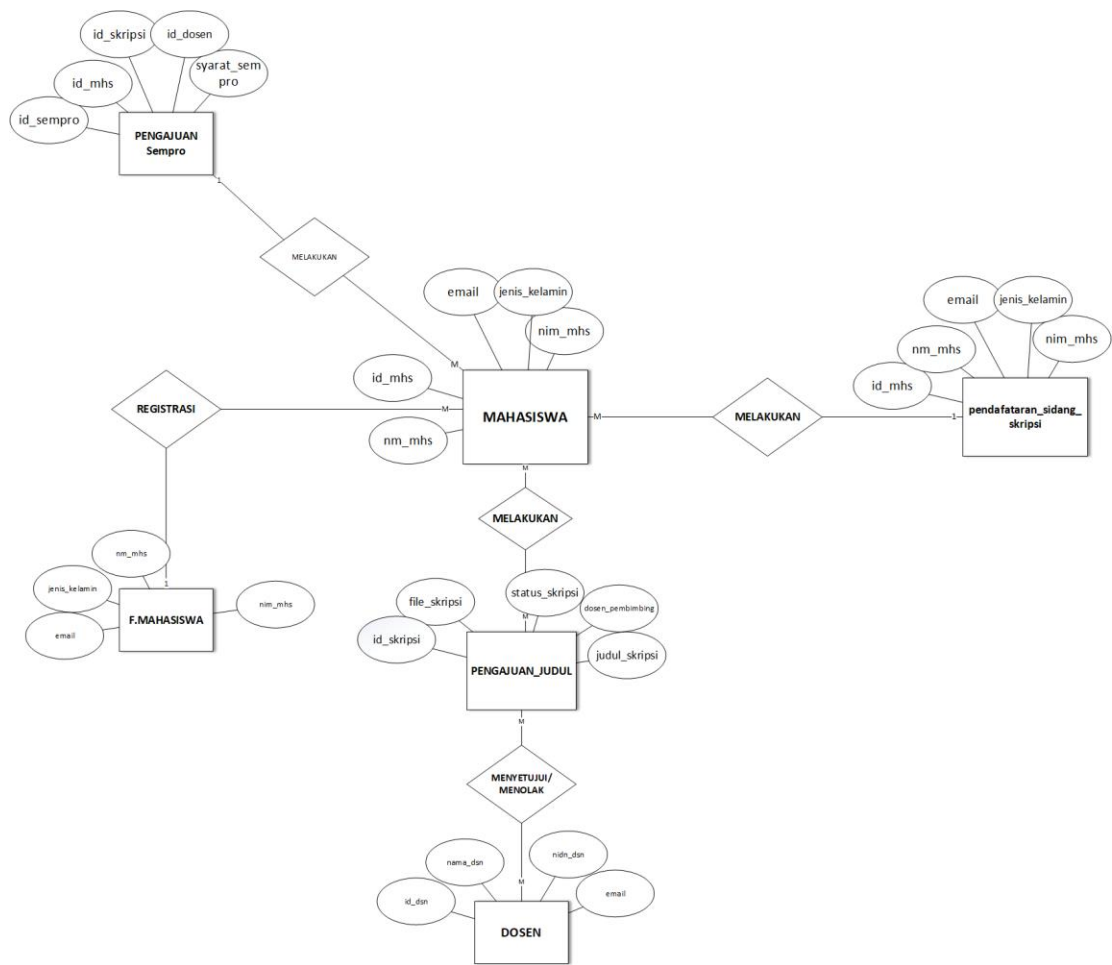 id_skripsi
id_dosen
syarat_sem
pro
id_mhs
id_sempro
PENGAJUAN
Sempro
1
MELAKUKAN
M
email
jenis_kelamin
nim_mhs
id_mhs
nm_mhs
MAHASISWA
M
REGISTRASI
M
MELAKUKAN
1
email
jenis_kelamin
nim_mhs
nm_mhs
id_mhs
pendafataran_sidang_
skripsi
M
MELAKUKAN
nm_mhs
jenis_kelamin
email
nim_mhs
1
F.MAHASISWA
status_skripsi
file_skripsi
dosen_pembimbing
id_skripsi
judul_skripsi
M
PENGAJUAN_JUDUL
M
MENYETUJUI/
MENOLAK
nama_dsn
nidn_dsn
id_dsn
email
M
DOSEN